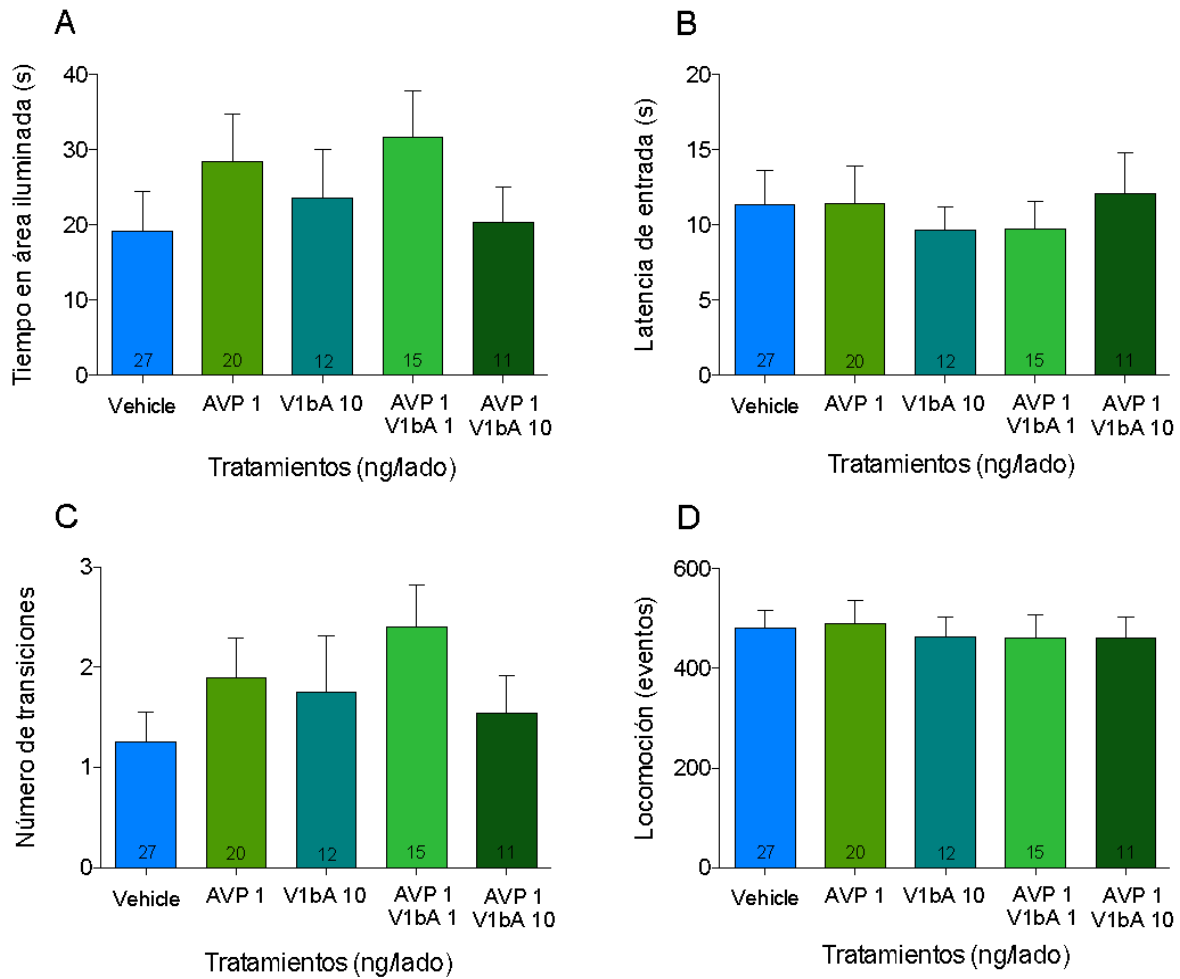 A
Tiempo en área iluminada (s)
40
30
20
10
0
27
20
12
15
11
Vehicle
AVP 1
V1bA 10
AVP 1
V1bA 1
AVP 1
V1bA 10
Tratamientos (ng/lado)
B
Latencia de entrada (s)
20
15
10
5
0
27
20
12
15
11
Vehicle
AVP 1
V1bA 10
AVP 1
V1bA 1
AVP 1
V1bA 10
Tratamientos (ng/lado)
C
Número de transiciones
3
2
1
0
27
20
12
15
11
Vehicle
AVP 1
V1bA 10
AVP 1
V1bA 1
AVP 1
V1bA 10
Tratamientos (ng/lado)
D
Locomoción (eventos)
600
400
200
0
27
20
12
15
11
Vehicle
AVP 1
V1bA 10
AVP 1
V1bA 1
AVP 1
V1bA 10
Tratamientos (ng/lado)